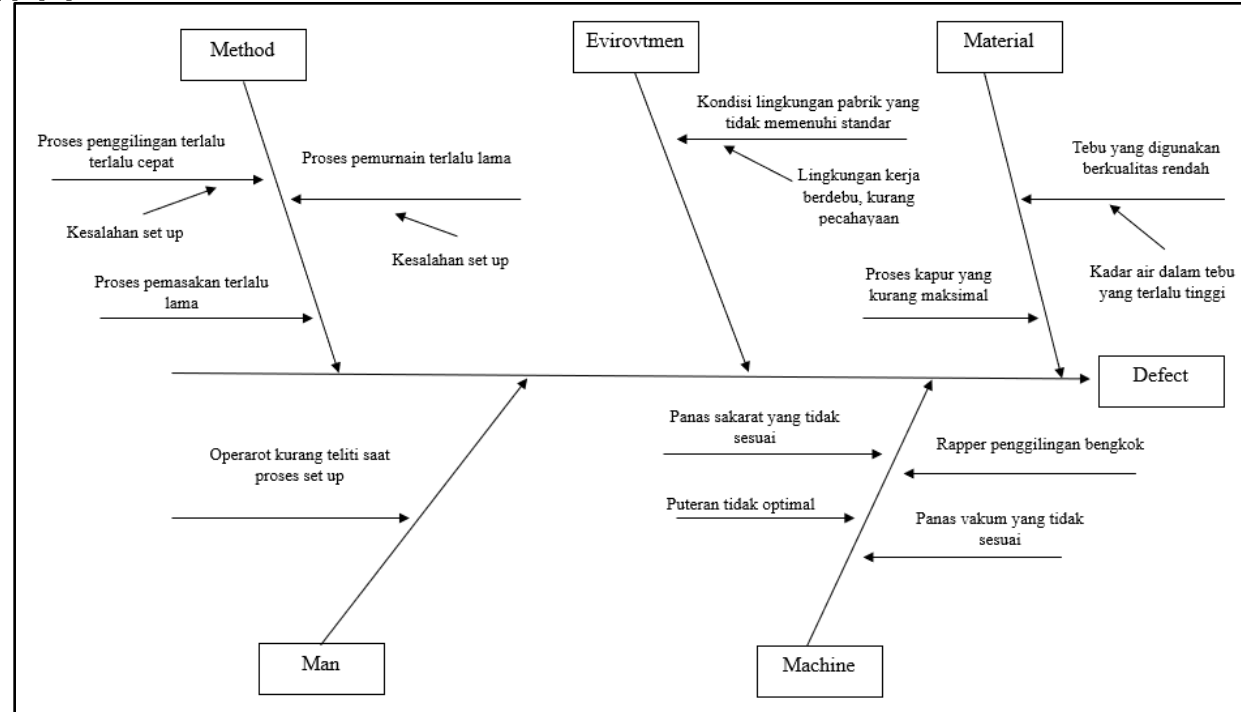 Method
Evirovtmen
Material
Proses penggilingan terlalu
terlalu cepat
Kesalahan set up
Proses pemurnain terlalu lama
Kesalahan set up
Proses pemasakan terlalu
lama
Kondisi lingkungan pabrik yang
tidak memenuhi standar
Lingkungan kerja
berdebu, kurang
pecahayaan
Tebu yang digunakan
berkualitas rendah
Kadar air dalam tebu
yang terlalu tinggi
Proses kapur yang
kurang maksimal
Defect
Operarot kurang teliti saat
proses set up
Panas sakarat yang tidak
sesuai
Puteran tidak optimal
Rapper penggilingan bengkok
Panas vakum yang tidak
sesuai
Man
Machine